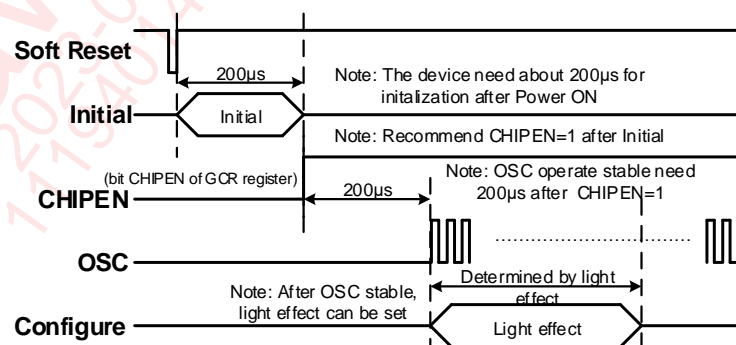 Soft Reset
200µs
Note: The device need about 200µs for
initalization after Power ON
Initial
Initial
Note: Recommend CHIPEN=1 after Initial
(bit CHIPEN of GCR register)
CHIPEN
200µs
Note: OSC operate stable need
200µs after CHIPEN=1
OSC
Note: After OSC stable,
light effect can be set
Determined by light
effect
Configure
Light effect